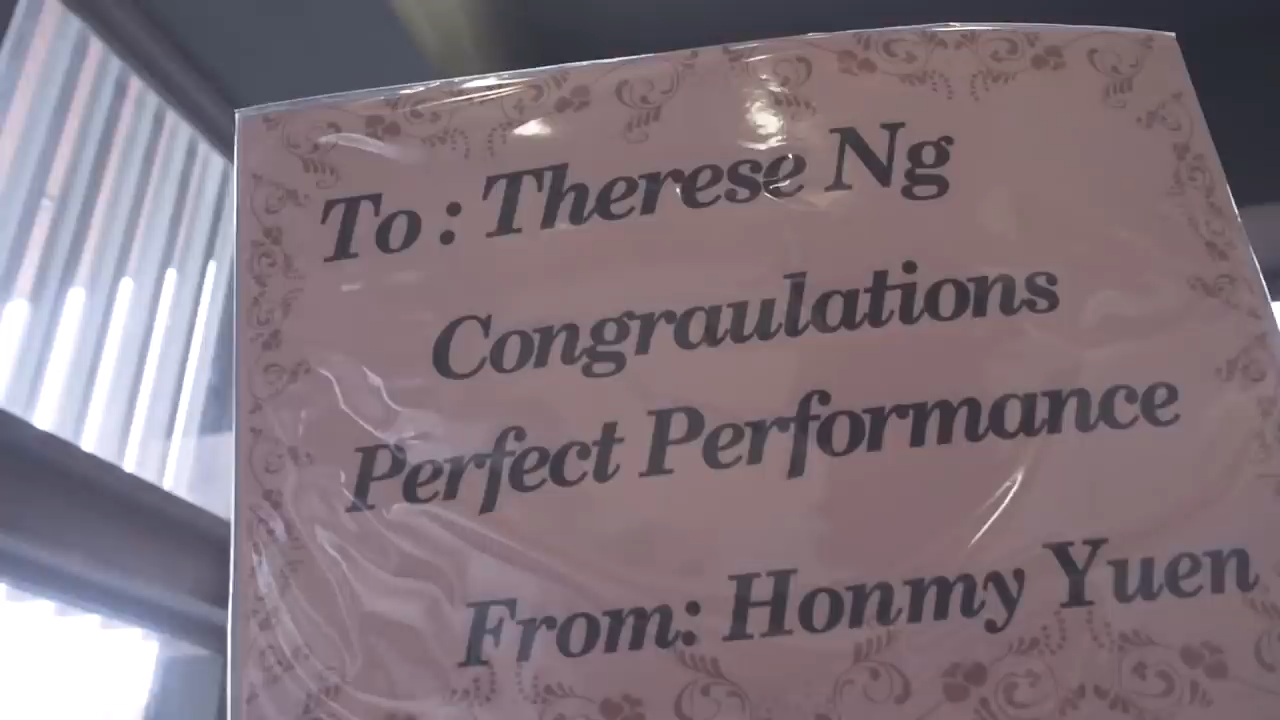 To : Therese Ng
Congraulations
Perfect Performance
From: Honmy Yuen